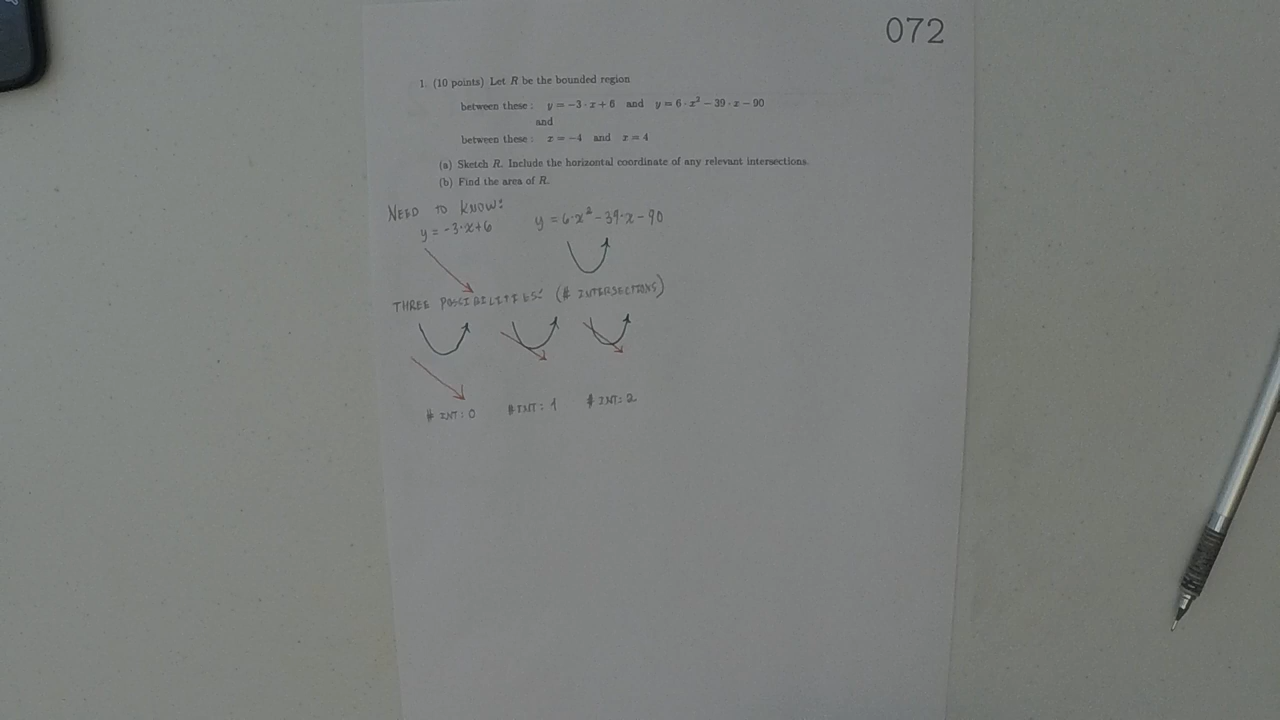 072
1. (10 points) Let R be the bounded region
between these : y = −3 · x + 6 and y = 6 · x² − 39 · x − 90
and
between these : x = −4 and x = 4
(a) Sketch R. Include the horizontal coordinate of any relevant intersections.
(b) Find the area of R.
NEED TO KNOW:
y = -3·x+6 y = 6·x²-39·x-90
THREE POSSIBILITIES: (# INTERSECTIONS)
# INT: 0 # INT: 1 # INT: 2